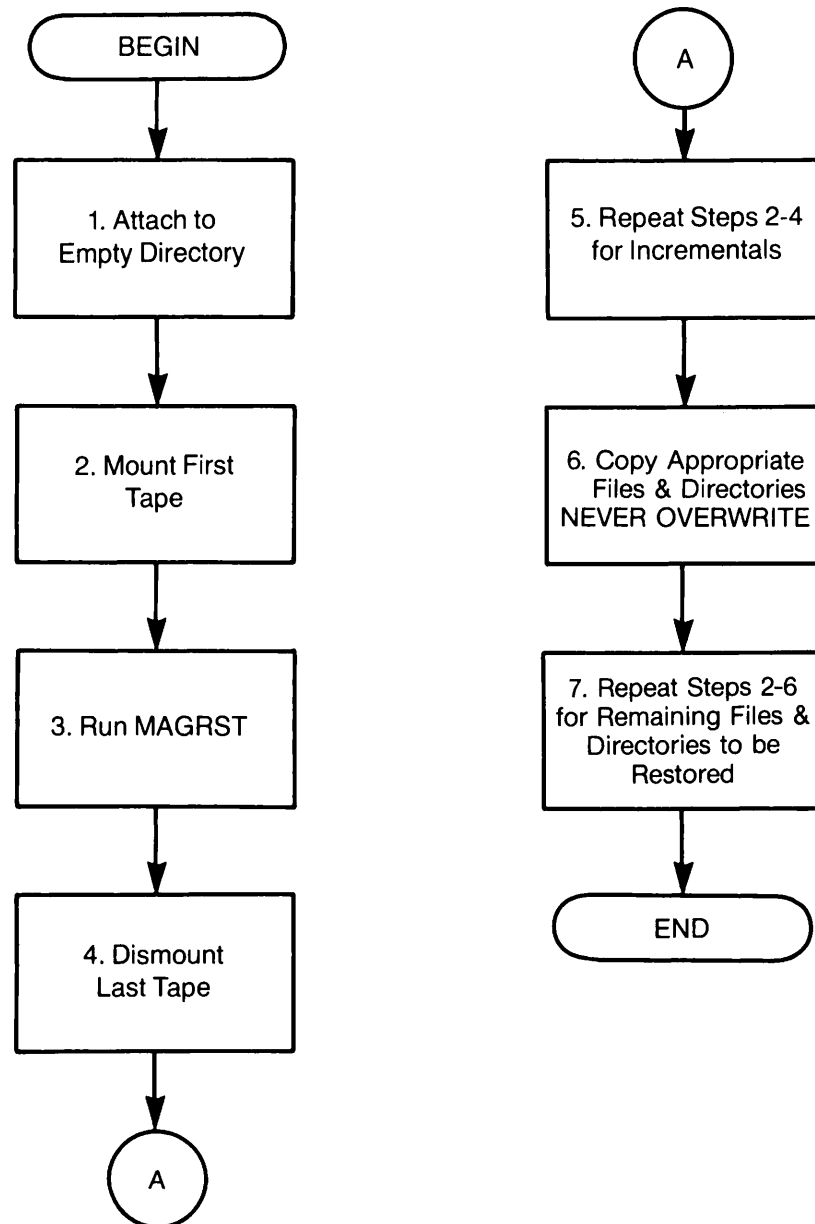 BEGIN
1. Attach to
Empty Directory
2. Mount First
Tape
3. Run MAGRST
4. Dismount
Last Tape
A
A
5. Repeat Steps 2-4
for Incrementals
6. Copy Appropriate
Files & Directories
NEVER OVERWRITE
7. Repeat Steps 2-6
for Remaining Files &
Directories to be
Restored
END